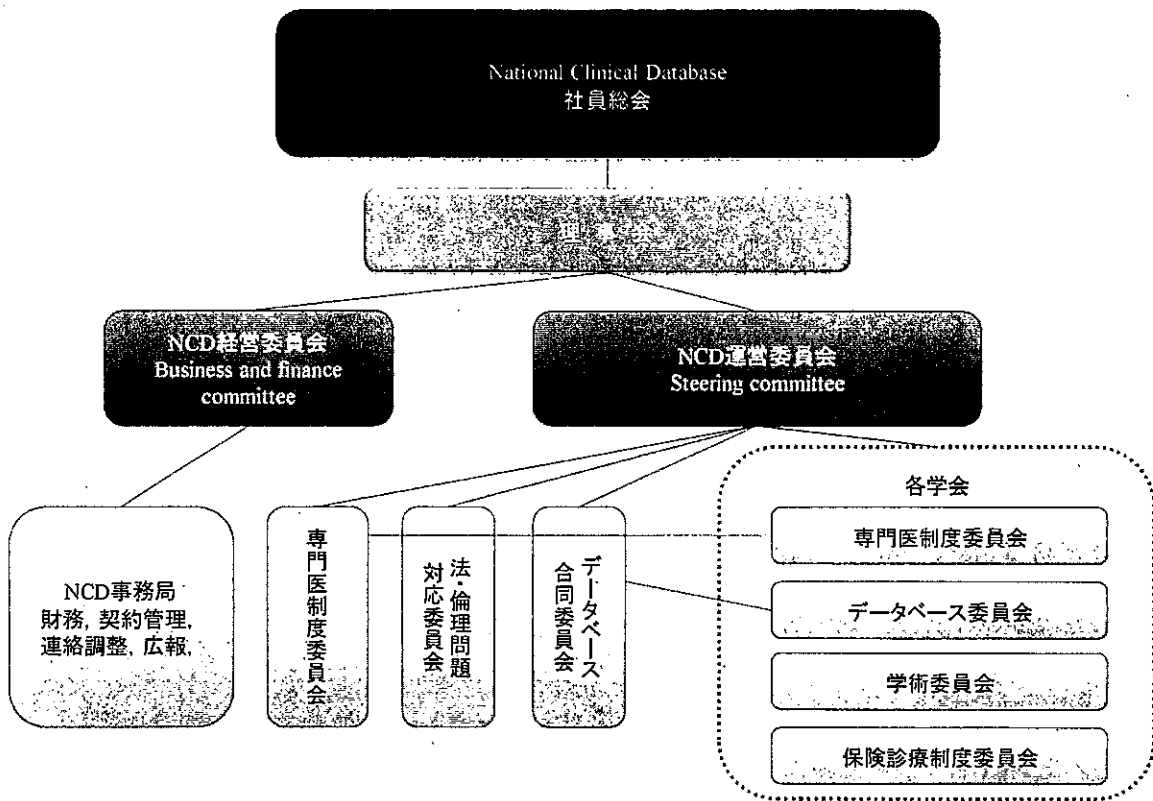 National Clinical Database
社員総会
NCD経営委員会
Business and finance
committee
NCD運営委員会
Steering committee
NCD事務局
財務, 契約管理,
連絡調整, 広報,
専門医制度委員会
法・倫理問題
対応委員会
データベース
合同委員会
各学会
専門医制度委員会
データベース委員会
学術委員会
保険診療制度委員会